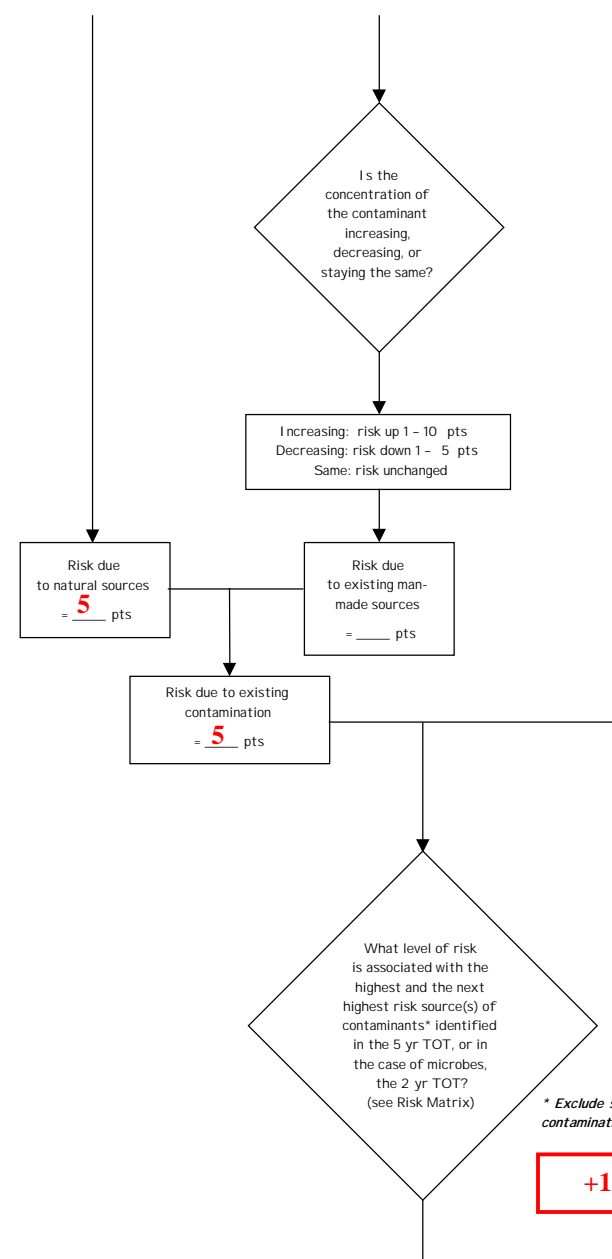 Is the
concentration of
the contaminant
increasing,
decreasing, or
staying the same?
Increasing: risk up 1 – 10 pts
Decreasing: risk down 1 – 5 pts
Same: risk unchanged
Risk due
to natural sources
= 5 pts
Risk due
to existing man-
made sources
= ____ pts
Risk due to existing
contamination
= 5 pts
What level of risk
is associated with the
highest and the next
highest risk source(s) of
contaminants* identified
in the 5 yr TOT, or in
the case of microbes,
the 2 yr TOT?
(see Risk Matrix)
* Exclude
contaminati
+1